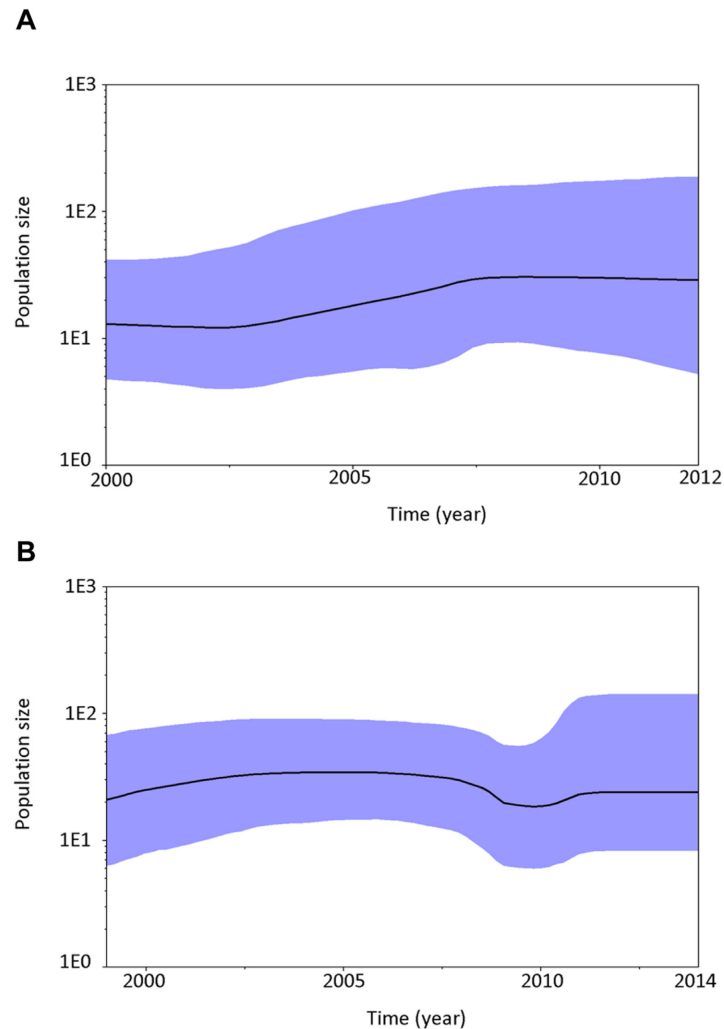 A
1E3
1E2
1E1
1E0
Population size
2000 2005 2010 2012
Time (year)
B
1E3
1E2
1E1
1E0
Population size
2000 2005 2010 2014
Time (year)